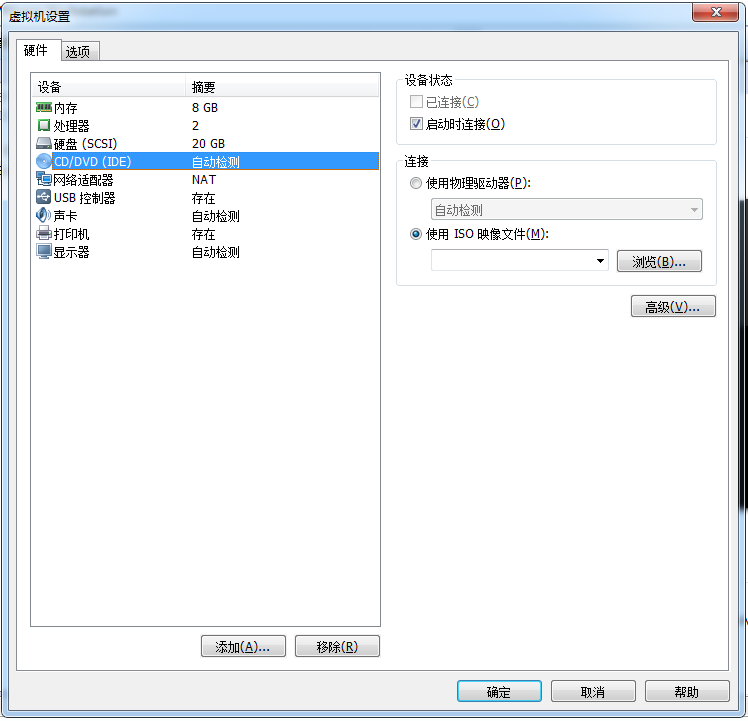 虚拟机设置
硬件 选项
设备 摘要
内存 8 GB
处理器 2
硬盘 (SCSI) 20 GB
CD/DVD (IDE) 自动检测
网络适配器 NAT
USB 控制器 存在
声卡 自动检测
打印机 存在
显示器 自动检测
添加(A)... 移除(R)
设备状态
已连接(C)
启动时连接(O)
连接
使用物理驱动器(P):
自动检测
使用 ISO 映像文件(M):
浏览(B)...
高级(V)...
确定 取消 帮助